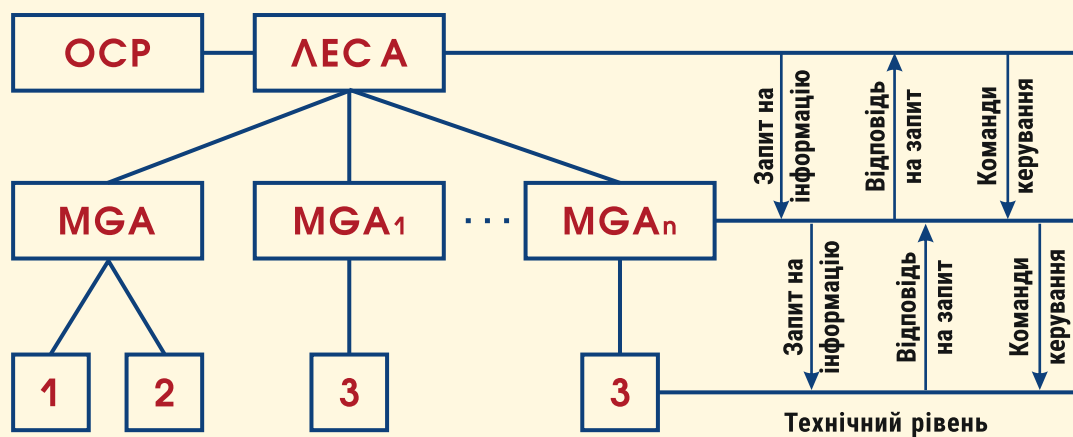 ОСР
ЛЕСА
Запит на
інформацію
Відповідь
на запит
Команди
керування
MGA
MGA1
...
MGAn
Запит на
інформацію
Відповідь
на запит
Команди
керування
1
2
3
3
Технічний рівень